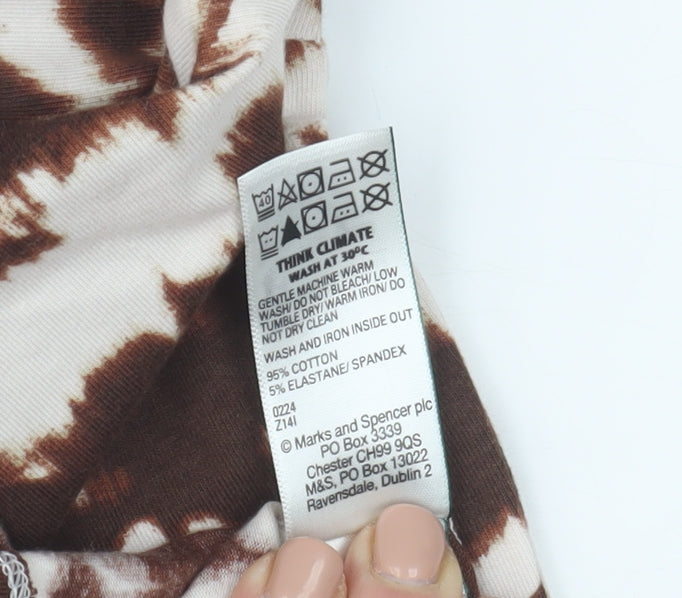 40
THINK CLIMATE
WASH AT 30°C
GENTLE MACHINE WARM
WASH/ DO NOT BLEACH/ LOW
TUMBLE DRY/ WARM IRON/ DO
NOT DRY CLEAN
WASH AND IRON INSIDE OUT
95% COTTON
5% ELASTANE/ SPANDEX
0224
Z14I
© Marks and Spencer plc
PO Box 3339
Chester CH99 9QS
M&S, PO Box 13022
Ravensdale, Dublin 2